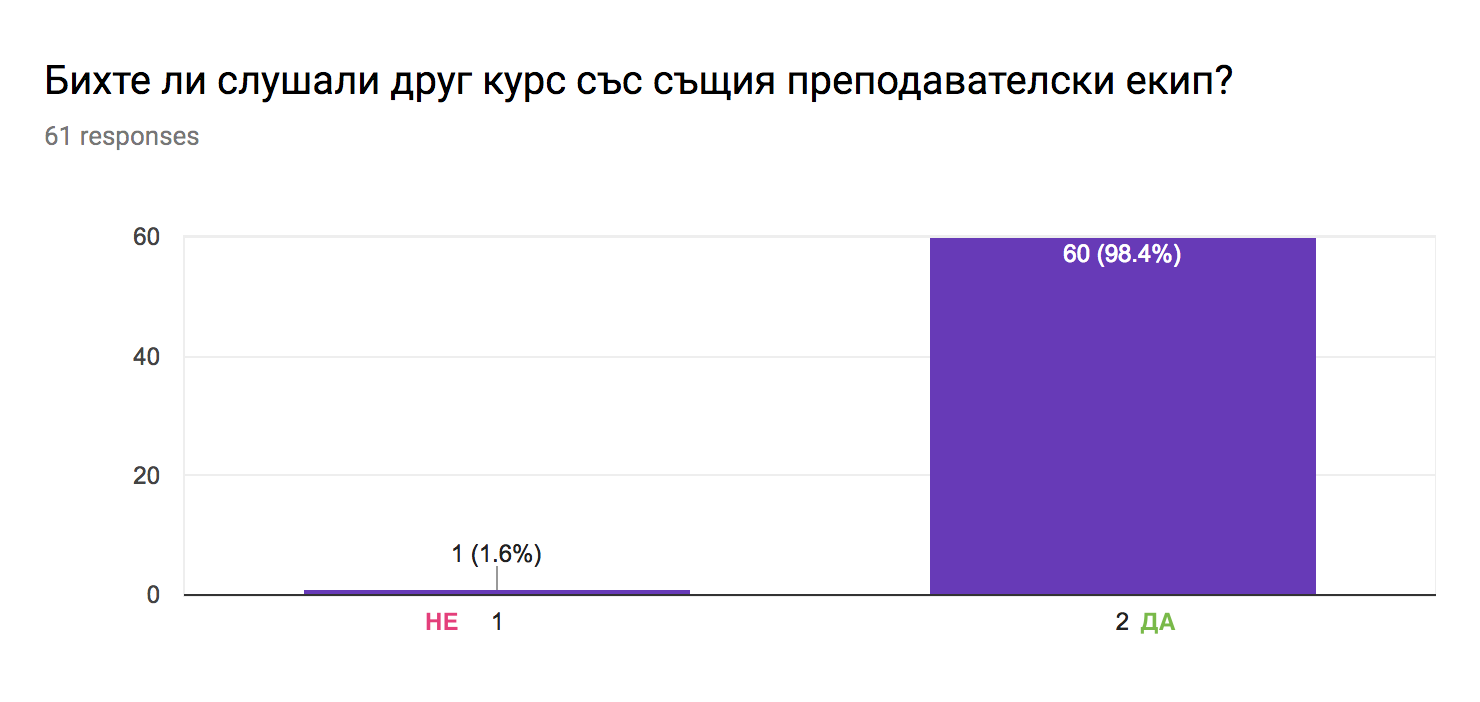 Бихте ли слушали друг курс със същия преподавателски екип?
61 responses
60
60 (98.4%)
40
20
1 (1.6%)
0
НЕ 1
2 ДА